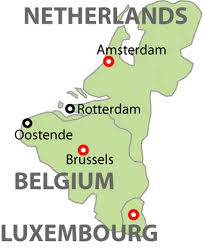 NETHERLANDS
Amsterdam
Rotterdam
Oostende
Brussels
BELGIUM
LUXEMBOURG